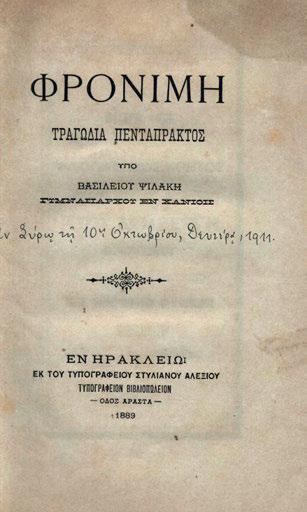 ΦΡΟΝΙΜΗ
ΤΡΑΓΩΔΙΑ ΠΕΝΤΑΠΡΑΚΤΟΣ
ΥΠΟ
ΒΑΣΙΛΕΙΟΥ ΨΙΛΑΚΗ
ΓΥΜΝΑΣΙΑΡΧΟΥ ΕΝ ΧΑΝΙΟΙΣ
ἐν Σύρῳ τῇ 10ῃ Ὀκτωβρίου, Δευτέρᾳ, 1911.
ΕΝ ΗΡΑΚΛΕΙΩ:
ΕΚ ΤΟΥ ΤΥΠΟΓΡΑΦΕΙΟΥ ΣΤΥΛΙΑΝΟΥ ΑΛΕΞΙΟΥ
ΤΥΠΟΓΡΑΦΕΙΟΝ ΒΙΒΛΙΟΠΩΛΕΙΟΝ
— ΟΔΟΣ ΑΡΑΣΤΑ —
1889